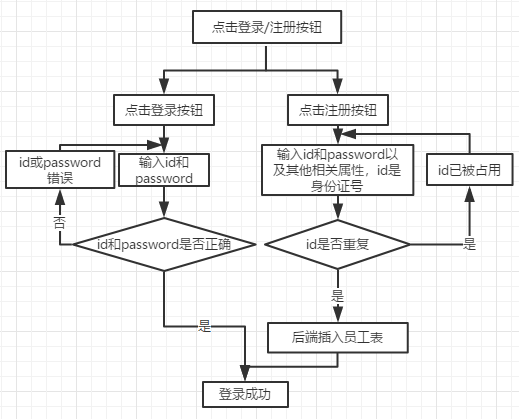 点击登录/注册按钮
点击登录按钮
点击注册按钮
id或password
错误
输入id和
password
输入id和password以
及其他相关属性，id是
身份证号
id已被占用
否
id和password是否正确
id是否重复
是
是
是
后端插入员工表
登录成功